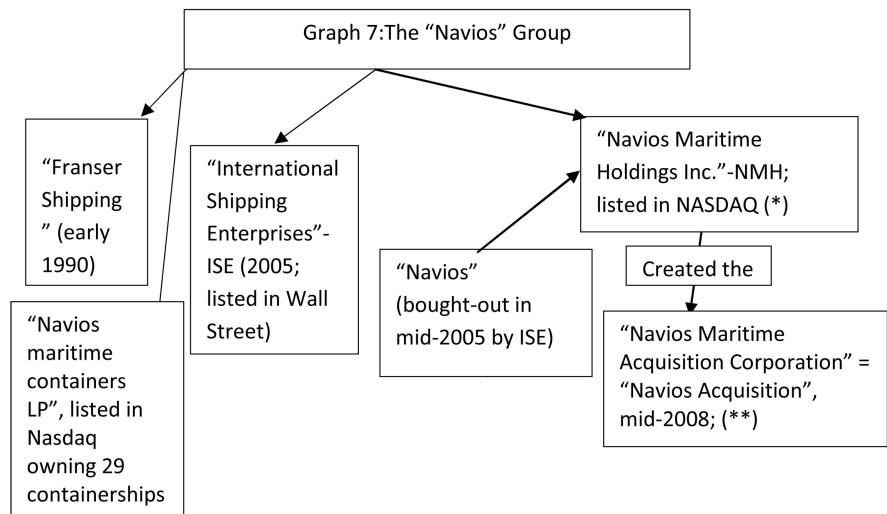 Graph 7:The “Navios” Group
“Franser
Shipping
” (early
1990)
“International
Shipping
Enterprises”-
ISE (2005;
listed in Wall
Street)
“Navios Maritime
Holdings Inc.”-NMH;
listed in NASDAQ (*)
“Navios”
(bought-out in
mid-2005 by ISE)
Created the
“Navios
maritime
containers
LP”, listed in
Nasdaq
owning 29
containerships
“Navios Maritime
Acquisition Corporation” =
“Navios Acquisition”,
mid-2008; (**)